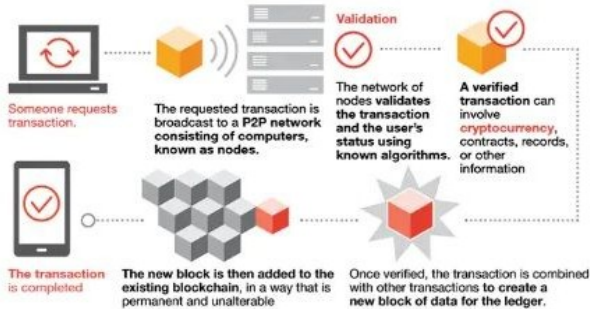 Someone requests
transaction.
The requested transaction is
broadcast to a P2P network
consisting of computers,
known as nodes.
Validation
The network of
nodes validates
the transaction
and the user's
status using
known algorithms.
A verified
transaction can
involve
cryptocurrency,
contracts, records,
or other
information
The transaction
is completed
The new block is then added to the
existing blockchain, in a way that is
permanent and unalterable
Once verified, the transaction is combined
with other transactions to create a
new block of data for the ledger.